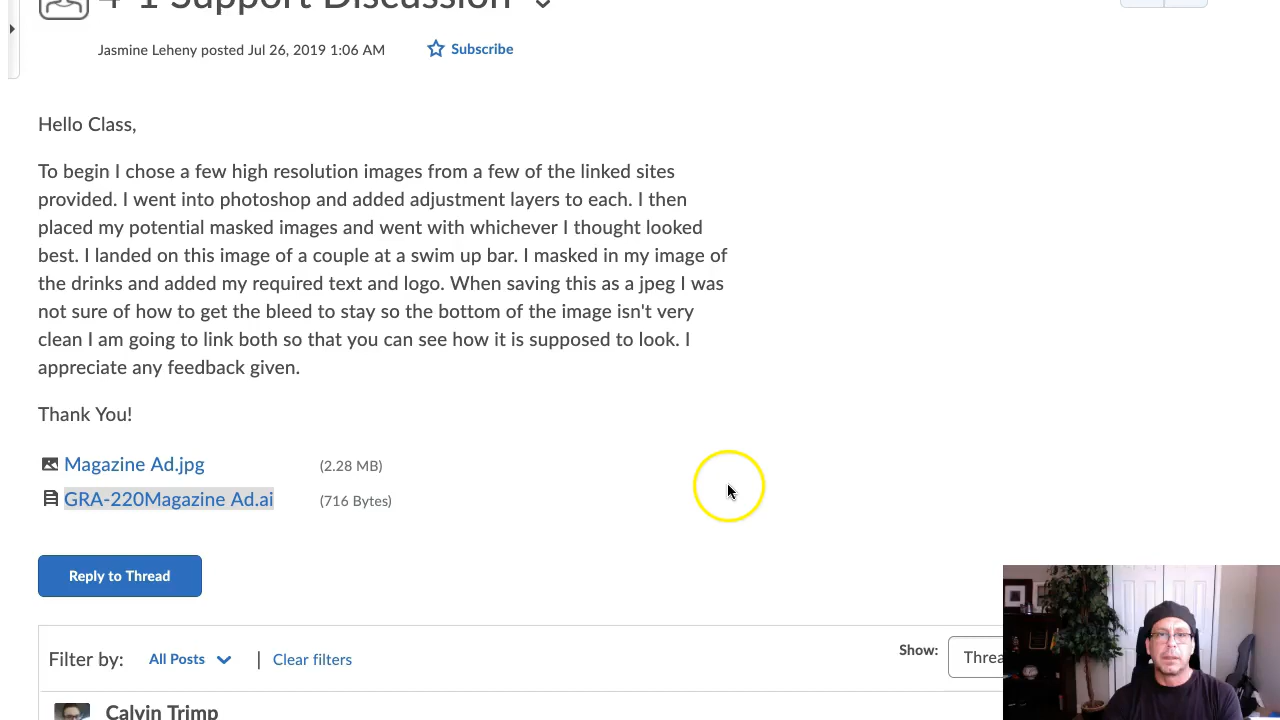 4-1 Support Discussion
Jasmine Leheny posted Jul 26, 2019 1:06 AM
Subscribe
Hello Class,
To begin I chose a few high resolution images from a few of the linked sites
provided. I went into photoshop and added adjustment layers to each. I then
placed my potential masked images and went with whichever I thought looked
best. I landed on this image of a couple at a swim up bar. I masked in my image of
the drinks and added my required text and logo. When saving this as a jpeg I was
not sure of how to get the bleed to stay so the bottom of the image isn't very
clean I am going to link both so that you can see how it is supposed to look. I
appreciate any feedback given.
Thank You!
Magazine Ad.jpg (2.28 MB)
GRA-220Magazine Ad.ai (716 Bytes)
Reply to Thread
Filter by: All Posts | Clear filters
Show: Threa
Calvin Trimp